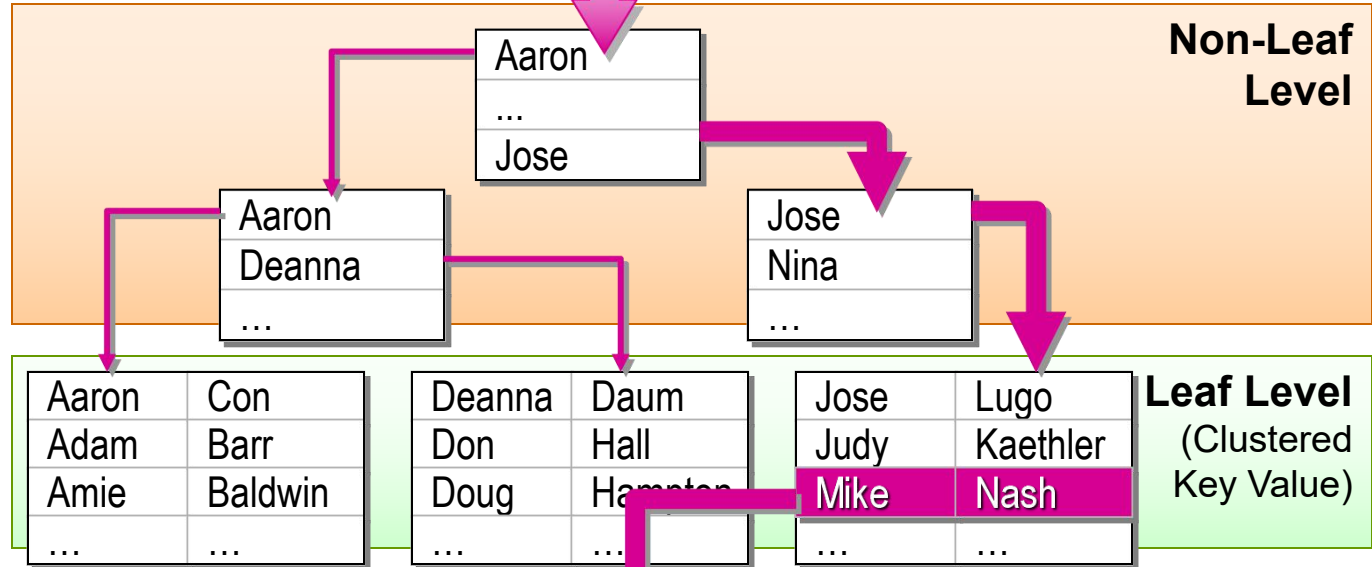 Non-Leaf
Level
Aaron
...
Jose
Aaron
Deanna
…
Jose
Nina
…
Leaf Level
(Clustered
Key Value)
Aaron Con
Adam Barr
Amie Baldwin
… …
Deanna Daum
Don Hall
Doug Hampton
… …
Jose Lugo
Judy Kaethler
Mike Nash
… …